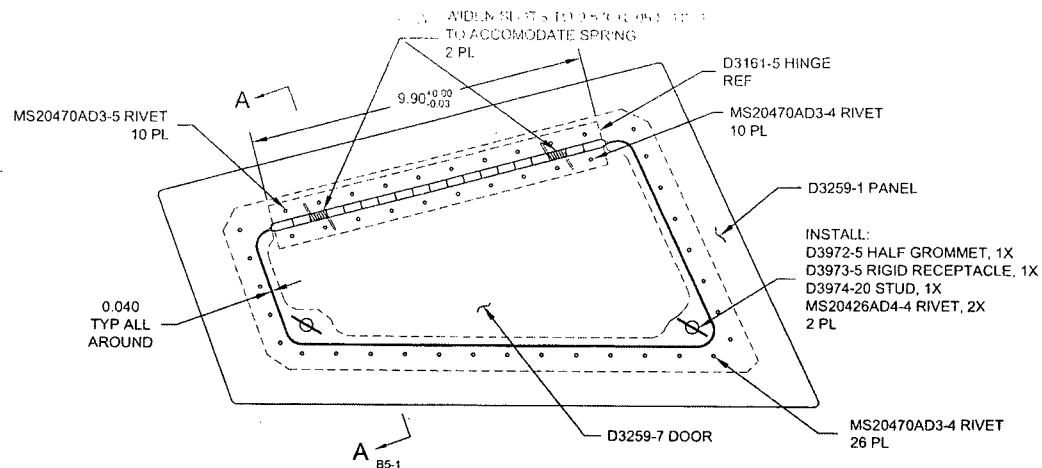 WIDEN SLOTS TO
TO ACCOMODATE SPRING
2 PL
D3161-5 HINGE
REF
A
9.90 +0.00 -0.03
MS20470AD3-5 RIVET
10 PL
MS20470AD3-4 RIVET
10 PL
D3259-1 PANEL
INSTALL:
D3972-5 HALF GROMMET, 1X
D3973-5 RIGID RECEPTACLE, 1X
D3974-20 STUD, 1X
MS20426AD4-4 RIVET, 2X
2 PL
0.040
TYP ALL
AROUND
D3259-7 DOOR
MS20470AD3-4 RIVET
26 PL
A
B5-1